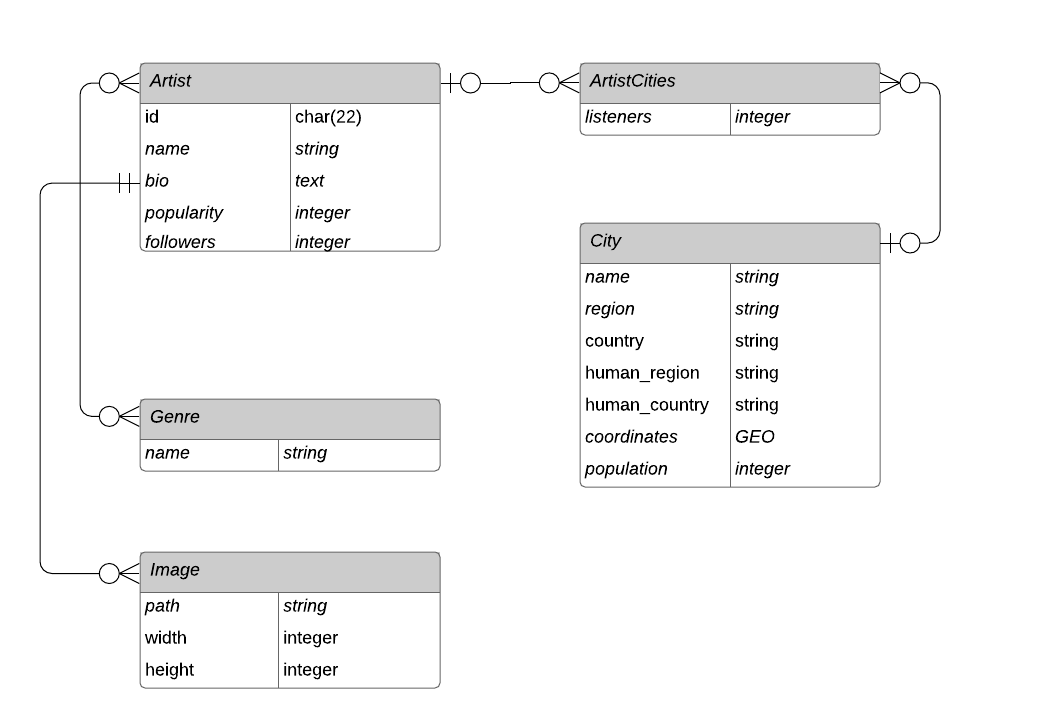 Artist
id char(22)
name string
bio text
popularity integer
followers integer
ArtistCities
listeners integer
City
name string
region string
country string
human_region string
human_country string
coordinates GEO
population integer
Genre
name string
Image
path string
width integer
height integer